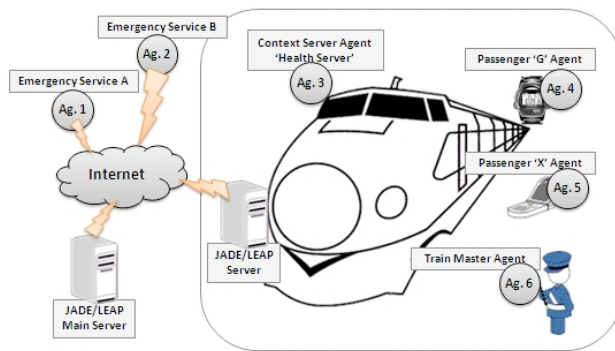 Emergency Service B
Ag. 2
Emergency Service A
Ag. 1
Internet
JADE/LEAP
Main Server
JADE/LEAP
Server
Context Server Agent
‘Health Server’
Ag. 3
Passenger ‘G’ Agent
Ag. 4
Passenger ‘X’ Agent
Ag. 5
Train Master Agent
Ag. 6